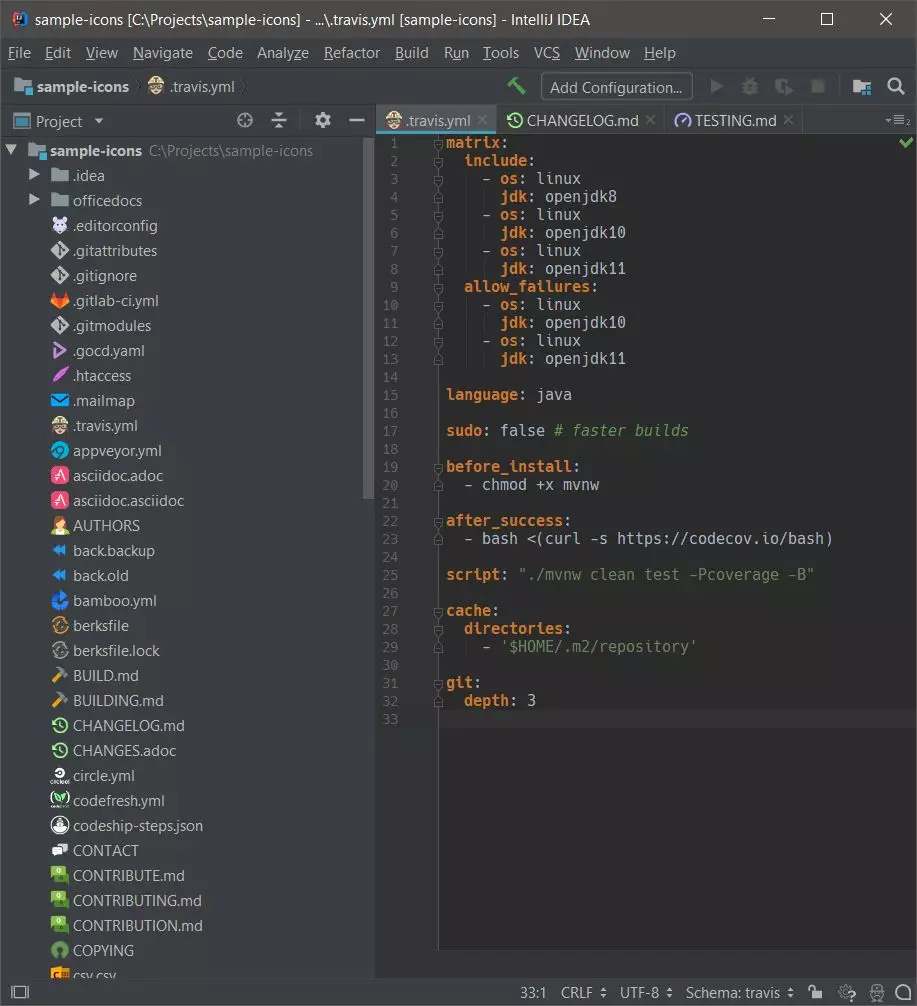 sample-icons [C:\Projects\sample-icons] - ...\.travis.yml [sample-icons] - IntelliJ IDEA
File Edit View Navigate Code Analyze Refactor Build Run Tools VCS Window Help
sample-icons .travis.yml Add Configuration...
Project
.travis.yml CHANGELOG.md TESTING.md
sample-icons C:\Projects\sample-icons
.idea
officedocs
.editorconfig
.gitattributes
.gitignore
.gitlab-ci.yml
.gitmodules
.gocd.yaml
.htaccess
.mailmap
.travis.yml
appveyor.yml
asciidoc.adoc
asciidoc.asciidoc
AUTHORS
back.backup
back.old
bamboo.yml
berksfile
berksfile.lock
BUILD.md
BUILDING.md
CHANGELOG.md
CHANGES.adoc
circle.yml
codefresh.yml
codeship-steps.json
CONTACT
CONTRIBUTE.md
CONTRIBUTING.md
CONTRIBUTION.md
COPYING
csv.csv
1 matrix:
2 include:
3 - os: linux
4 jdk: openjdk8
5 - os: linux
6 jdk: openjdk10
7 - os: linux
8 jdk: openjdk11
9 allow_failures:
10 - os: linux
11 jdk: openjdk10
12 - os: linux
13 jdk: openjdk11
14
15 language: java
16
17 sudo: false # faster builds
18
19 before_install:
20 - chmod +x mvnw
21
22 after_success:
23 - bash <(curl -s https://codecov.io/bash)
24
25 script: "./mvnw clean test -Pcoverage -B"
26
27 cache:
28 directories:
29 - '$HOME/.m2/repository'
30
31 git:
32 depth: 3
33
33:1 CRLF UTF-8 Schema: travis